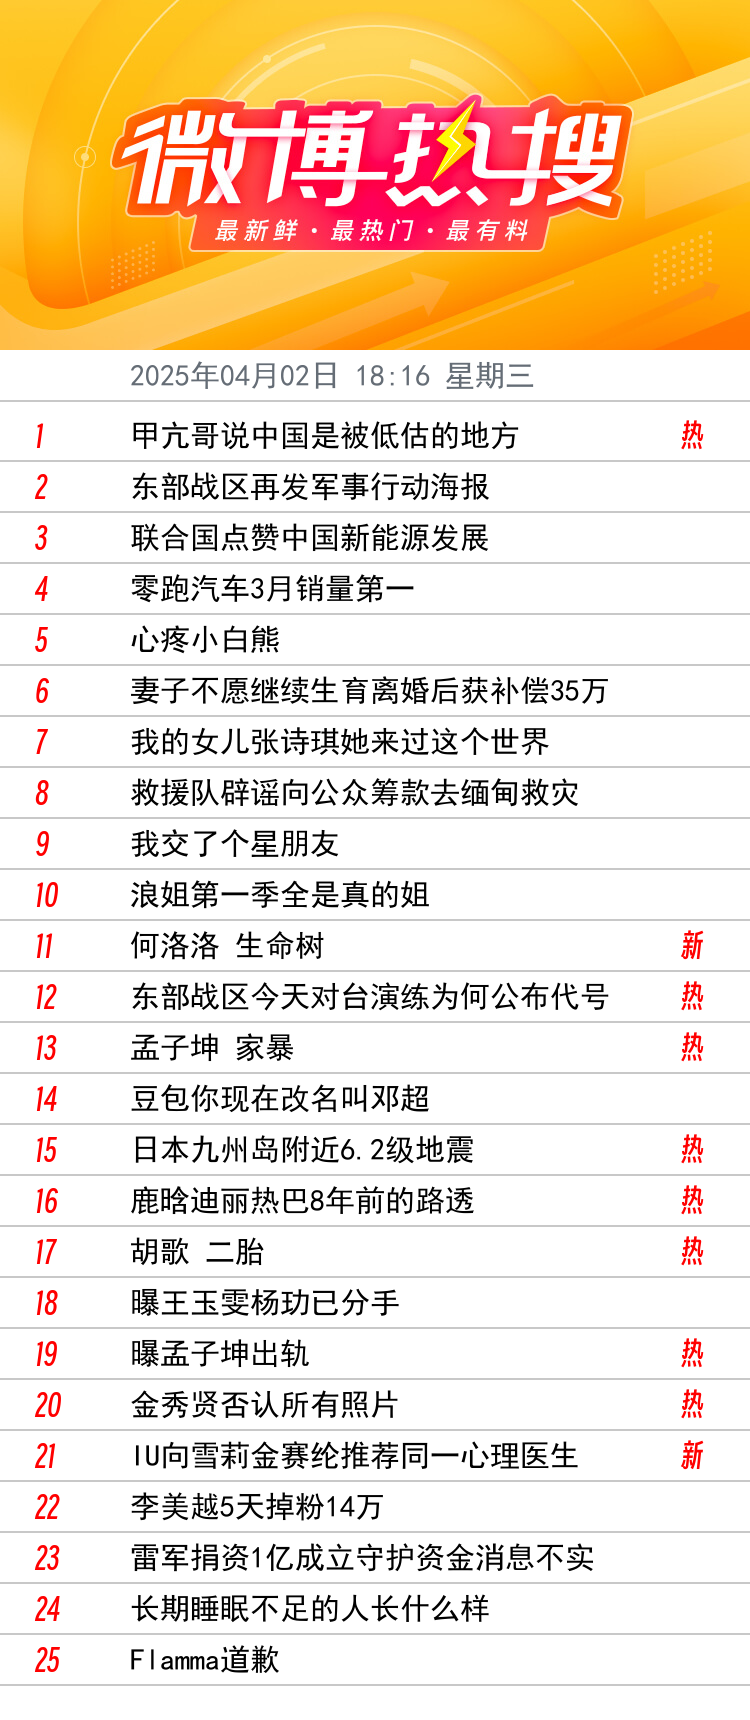 微博热搜
最新鲜·最热门·最有料
2025年04月02日 18:16 星期三
1 甲亢哥说中国是被低估的地方 热
2 东部战区再发军事行动海报
3 联合国点赞中国新能源发展
4 零跑汽车3月销量第一
5 心疼小白熊
6 妻子不愿继续生育离婚后获补偿35万
7 我的女儿张诗琪她来过这个世界
8 救援队辟谣向公众筹款去缅甸救灾
9 我交了个星朋友
10 浪姐第一季全是真的姐
11 何洛洛 生命树 新
12 东部战区今天对台演练为何公布代号 热
13 孟子坤 家暴 热
14 豆包你现在改名叫邓超
15 日本九州岛附近6.2级地震 热
16 鹿晗迪丽热巴8年前的路透 热
17 胡歌 二胎 热
18 曝王玉雯杨玏已分手
19 曝孟子坤出轨 热
20 金秀贤否认所有照片 热
21 IU向雪莉金赛纶推荐同一心理医生 新
22 李美越5天掉粉14万
23 雷军捐资1亿成立守护资金消息不实
24 长期睡眠不足的人长什么样
25 Flamma道歉